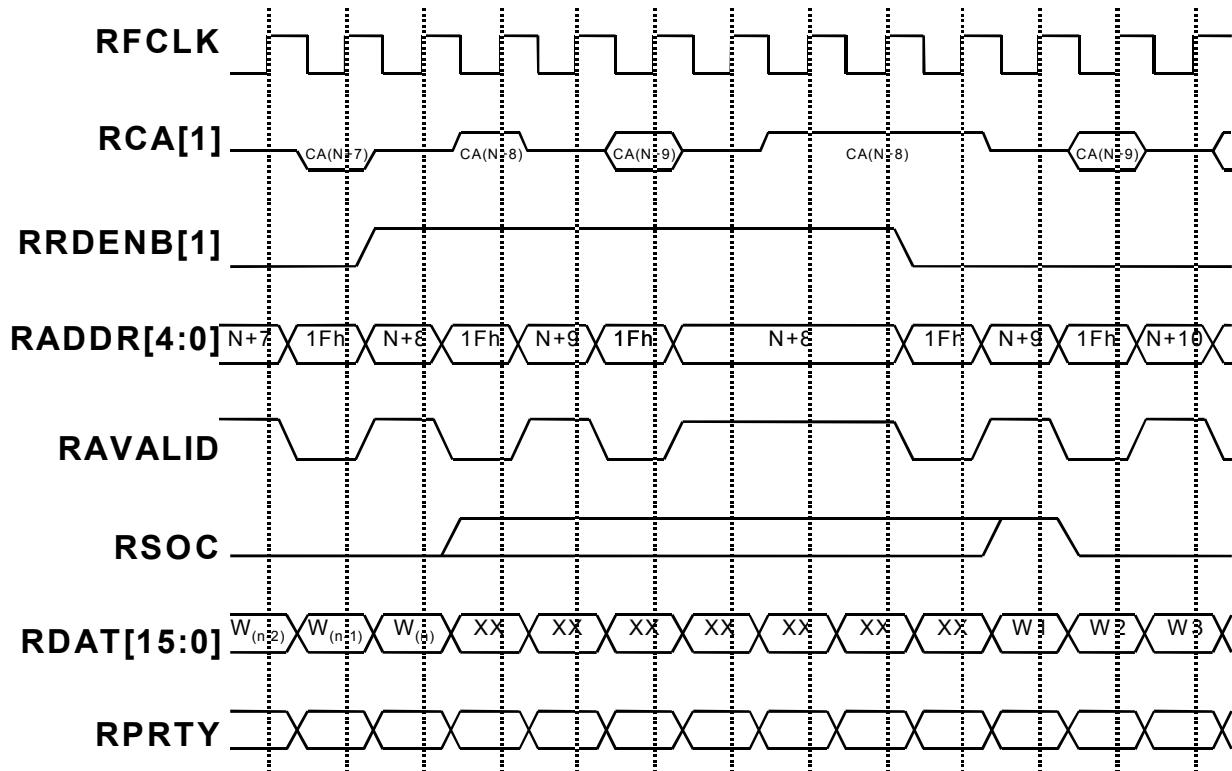 RFCLK
RCA[1] CA(N+7) CA(N+8) CA(N+9) CA(N+8) CA(N+9)
RRDENB[1]
RADDR[4:0] N+7 1Fh N+8 1Fh N+9 1Fh N+8 1Fh N+9 1Fh N+10
RAVALID
RSOC
RDAT[15:0] W(n-2) W(n-1) W(n) XX XX XX XX XX XX XX W1 W2 W3
RPRTY